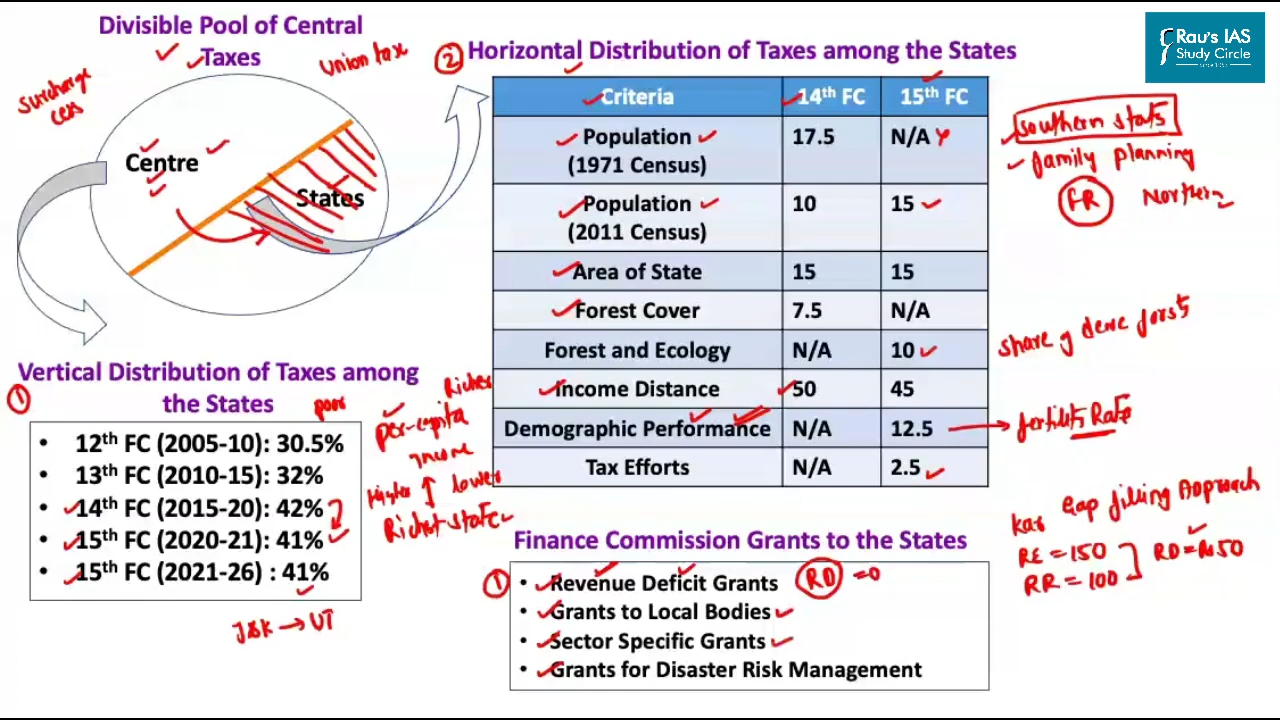 Divisible Pool of Central
Taxes
Union tax
surcharge
cess
Centre
States
Rau's IAS
Study Circle
② Horizontal Distribution of Taxes among the States
Criteria 14th FC 15th FC
Population 17.5 N/A
(1971 Census)
Population 10 15
(2011 Census)
Area of State 15 15
Forest Cover 7.5 N/A
Forest and Ecology N/A 10
Income Distance 50 45
Demographic Performance N/A 12.5
Tax Efforts N/A 2.5
Southern stats
family planning
FR Northern
share of dense forsts
fertility Rate
① Vertical Distribution of Taxes among
the States
• 12th FC (2005-10): 30.5%
• 13th FC (2010-15): 32%
• 14th FC (2015-20): 42%
• 15th FC (2020-21): 41%
• 15th FC (2021-26) : 41%
J&K → UT
poor
Richer
per-capita
income
Higher ↑ lower
Richest state
Finance Commission Grants to the States
① • Revenue Deficit Grants RD =0
• Grants to Local Bodies
• Sector Specific Grants
• Grants for Disaster Risk Management
Kar Gap filling Approach
RE = 150
RR = 100
RD = Rs 50